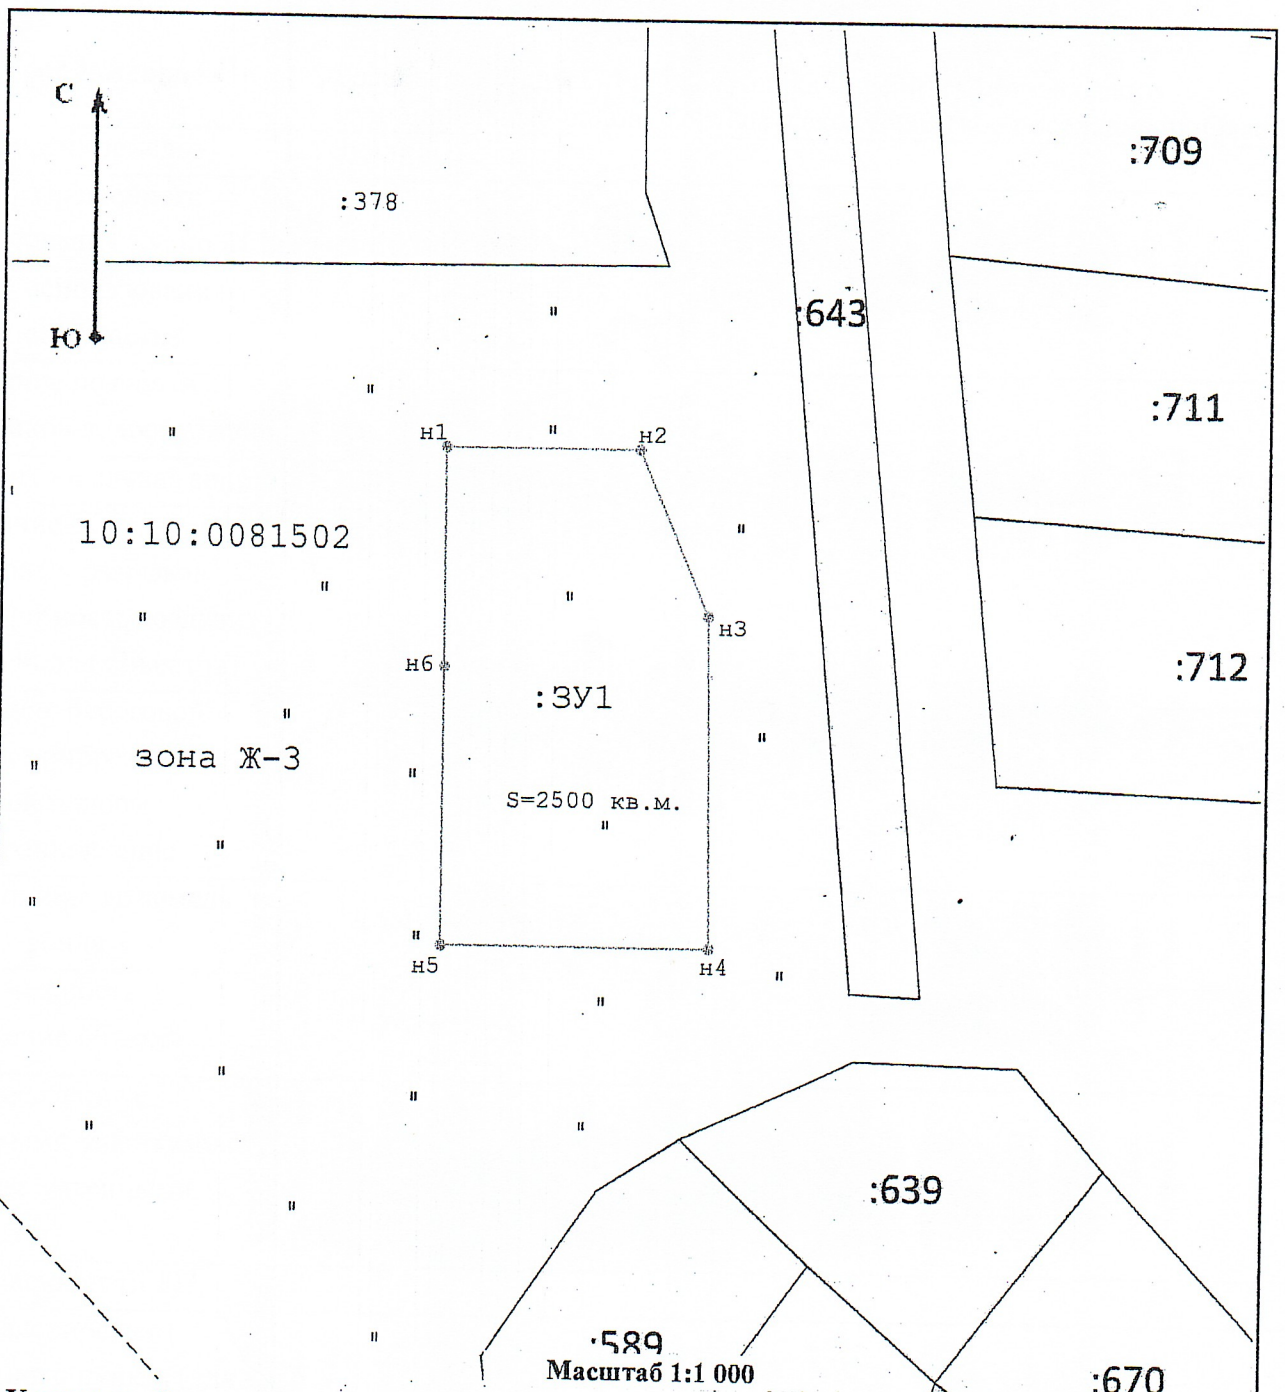 С
:709
:378
Ю
:643
:711
н1
н2
10:10:0081502
н3
н6
:712
:ЗУ1
зона Ж-3
S=2500 кв.м.
н5
н4
:639
:589
Масштаб 1:1 000
:670